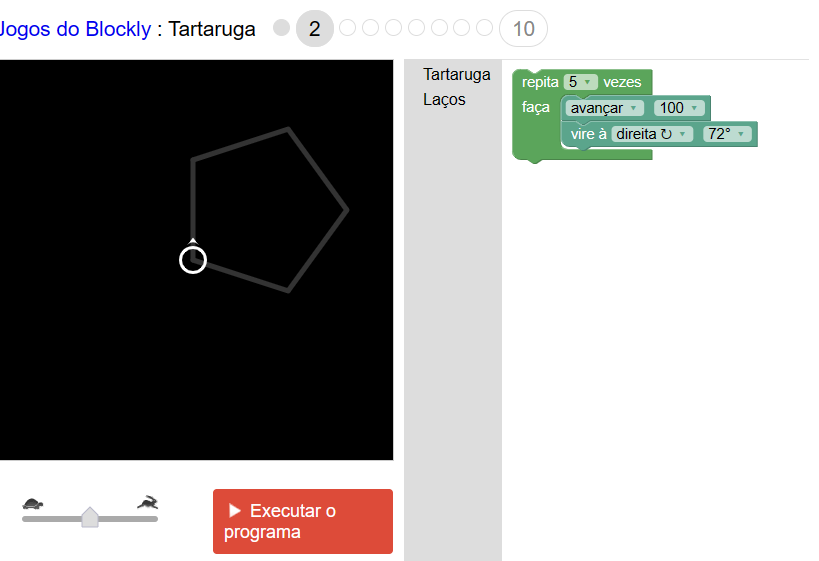 Jogos do Blockly : Tartaruga 2 10
Tartaruga
Laços
repita 5 vezes
faça avançar 100
vire à direita ↻ 72°
Executar o
programa